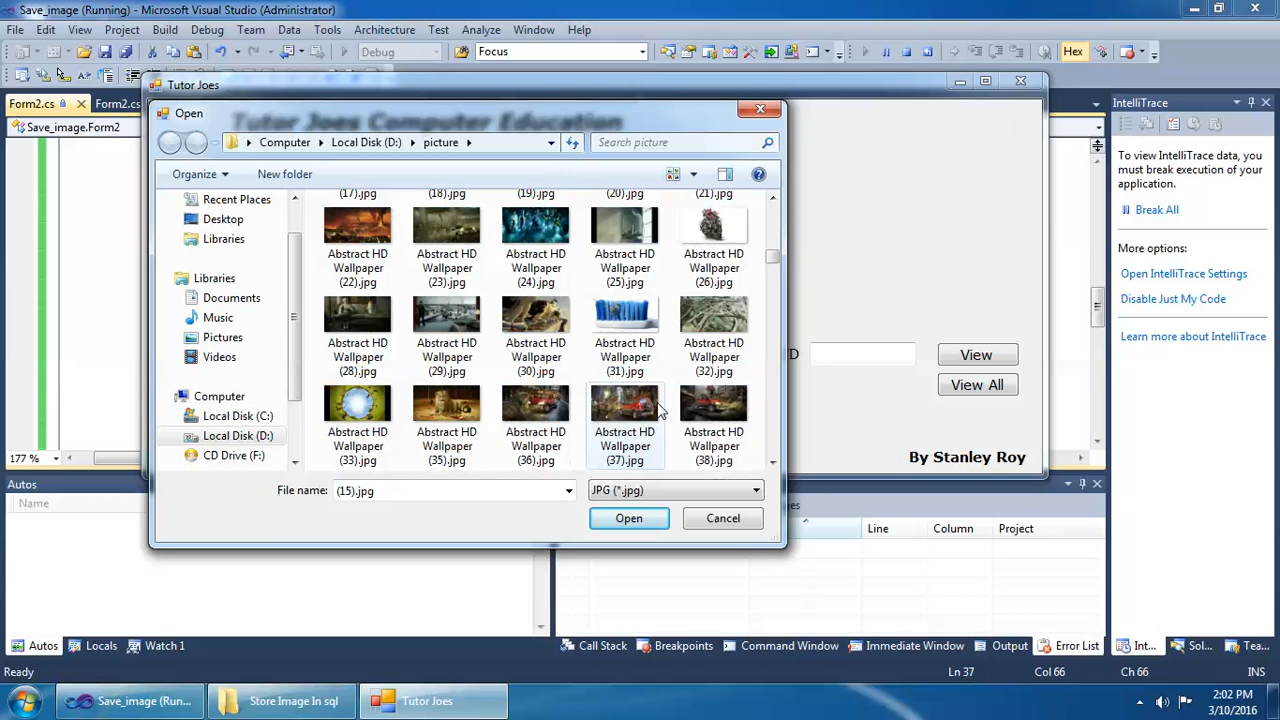 Save_image (Running) - Microsoft Visual Studio (Administrator)
File Edit View Project Build Debug Team Data Tools Architecture Test Analyze Window Help
Debug Focus Hex
Tutor Joes
Form2.cs Form2.cs
Save_image.Form2
Tutor Joes Computer Education
Open
Computer Local Disk (D:) picture Search picture
Organize New folder
Recent Places
Desktop
Libraries
Libraries
Documents
Music
Pictures
Videos
Computer
Local Disk (C:)
Local Disk (D:)
CD Drive (F:)
(17).jpg (18).jpg (19).jpg (20).jpg (21).jpg
Abstract HD Wallpaper (22).jpg
Abstract HD Wallpaper (23).jpg
Abstract HD Wallpaper (24).jpg
Abstract HD Wallpaper (25).jpg
Abstract HD Wallpaper (26).jpg
Abstract HD Wallpaper (28).jpg
Abstract HD Wallpaper (29).jpg
Abstract HD Wallpaper (30).jpg
Abstract HD Wallpaper (31).jpg
Abstract HD Wallpaper (32).jpg
Abstract HD Wallpaper (33).jpg
Abstract HD Wallpaper (35).jpg
Abstract HD Wallpaper (36).jpg
Abstract HD Wallpaper (37).jpg
Abstract HD Wallpaper (38).jpg
File name: (15).jpg JPG (*.jpg)
Open Cancel
D View
View All
By Stanley Roy
IntelliTrace
To view IntelliTrace data, you
must break execution of your
application.
Break All
More options:
Open IntelliTrace Settings
Disable Just My Code
Learn more about IntelliTrace
177 %
Autos
Name
Line Column Project
Autos Locals Watch 1
Call Stack Breakpoints Command Window Immediate Window Output Error List
Int... Sol... Tea...
Ready Ln 37 Col 66 Ch 66 INS
Save_image (Run... Store Image In sql Tutor Joes
2:02 PM
3/10/2016